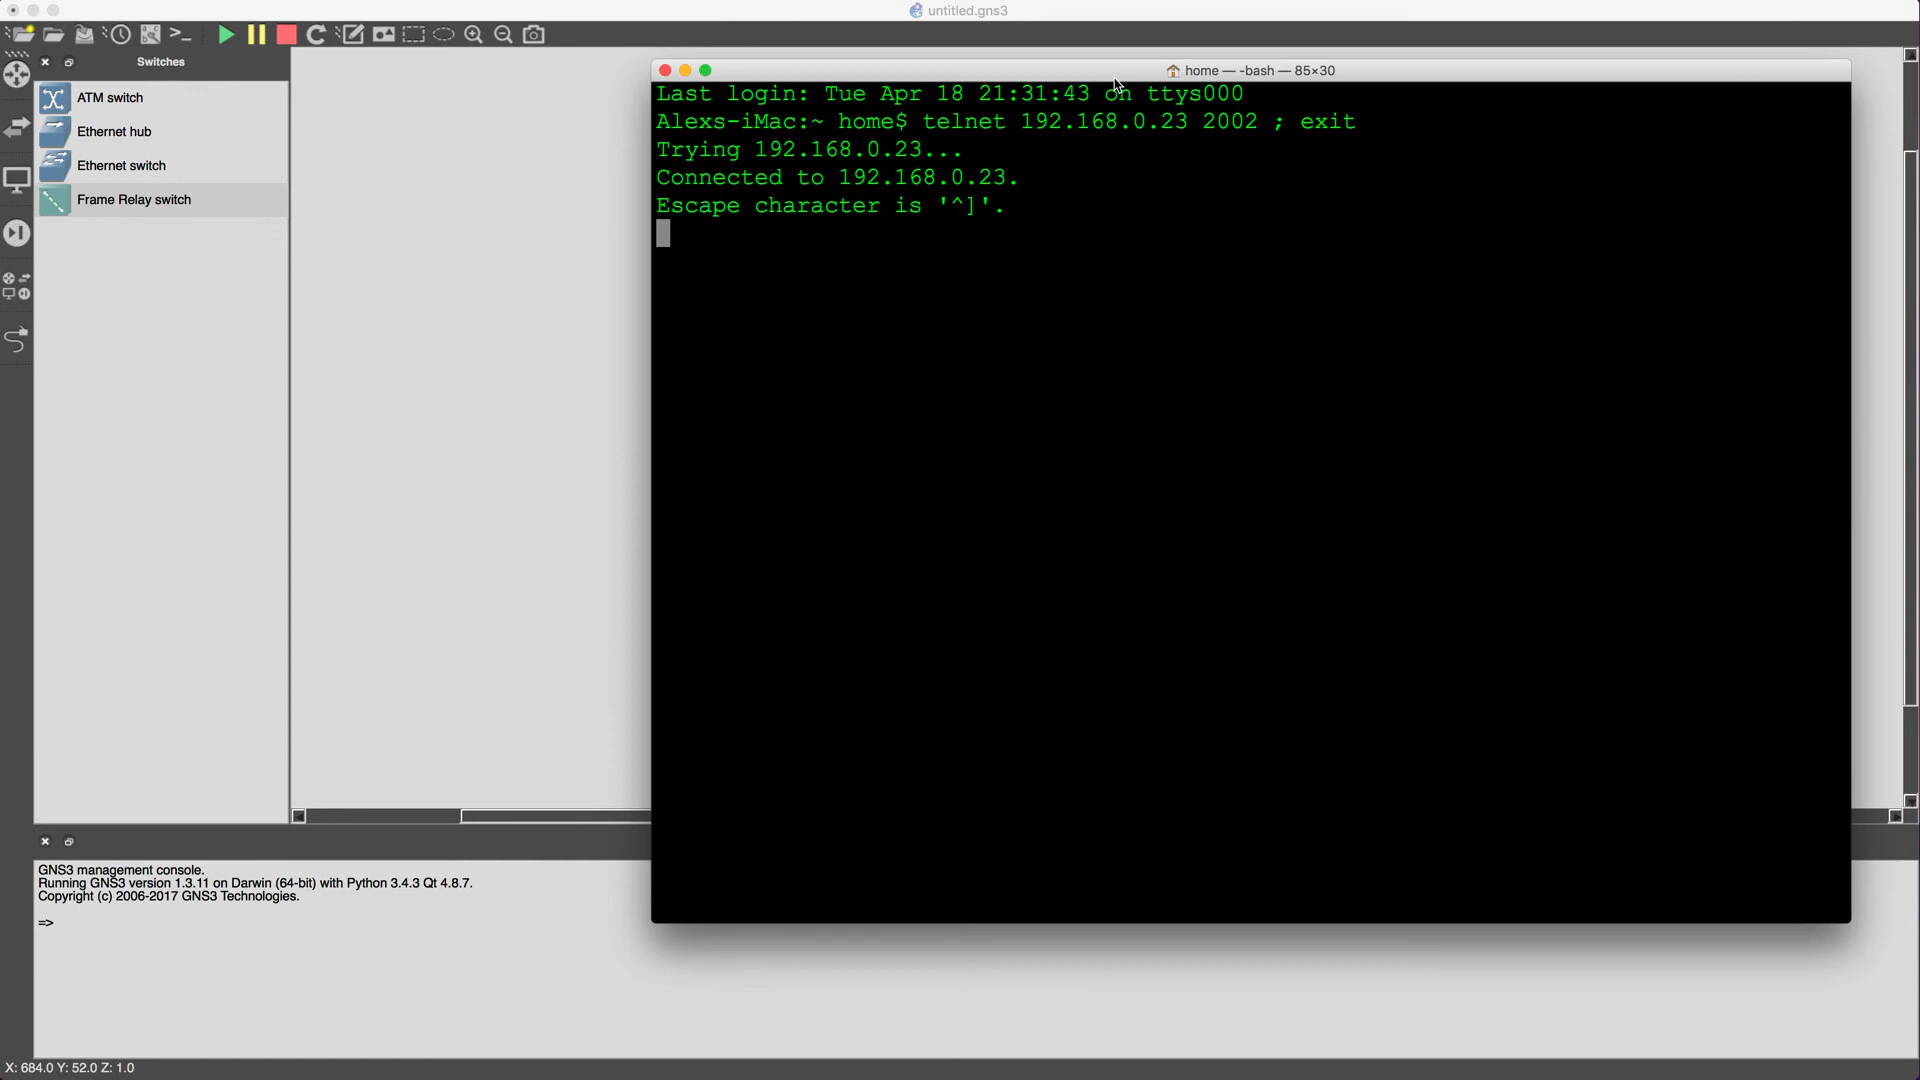 untitled.gns3
Switches
ATM switch
Ethernet hub
Ethernet switch
Frame Relay switch
home — -bash — 85×30
Last login: Tue Apr 18 21:31:43 on ttys000
Alexs-iMac:~ home$ telnet 192.168.0.23 2002 ; exit
Trying 192.168.0.23...
Connected to 192.168.0.23.
Escape character is '^]'.
GNS3 management console.
Running GNS3 version 1.3.11 on Darwin (64-bit) with Python 3.4.3 Qt 4.8.7.
Copyright (c) 2006-2017 GNS3 Technologies.
=>
X: 684.0 Y: 52.0 Z: 1.0